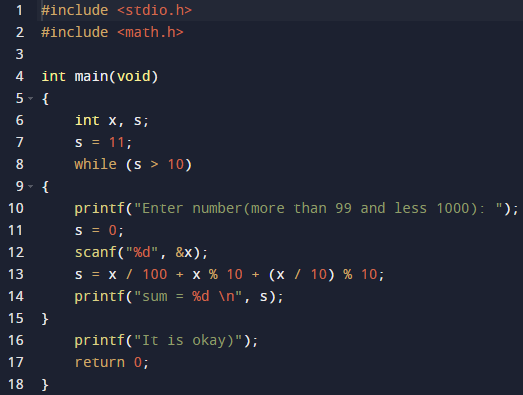 1 #include <stdio.h>
2 #include <math.h>
3
4 int main(void)
5 {
6     int x, s;
7     s = 11;
8     while (s > 10)
9 {
10     printf("Enter number(more than 99 and less 1000): ");
11     s = 0;
12     scanf("%d", &x);
13     s = x / 100 + x % 10 + (x / 10) % 10;
14     printf("sum = %d \n", s);
15 }
16     printf("It is okay)");
17     return 0;
18 }